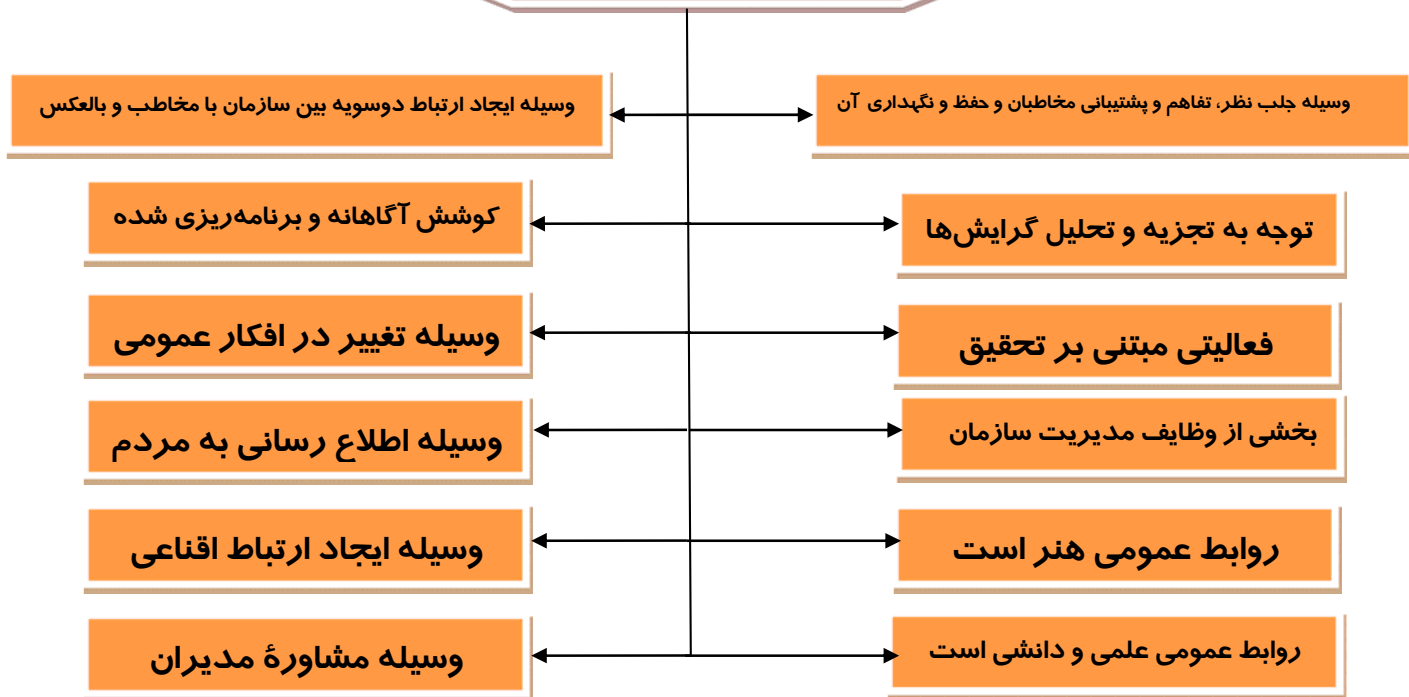 وسیله جلب نظر، تفاهم و پشتیبانی مخاطبان و حفظ و نگهداری آن
وسیله ایجاد ارتباط دوسویه بین سازمان با مخاطب و بالعکس
توجه به تجزیه و تحلیل گرایش‌ها
کوشش آگاهانه و برنامه‌ریزی شده
فعالیتی مبتنی بر تحقیق
وسیله تغییر در افکار عمومی
بخشی از وظایف مدیریت سازمان
وسیله اطلاع رسانی به مردم
روابط عمومی هنر است
وسیله ایجاد ارتباط اقناعی
روابط عمومی علمی و دانشی است
وسیله مشاورهٔ مدیران